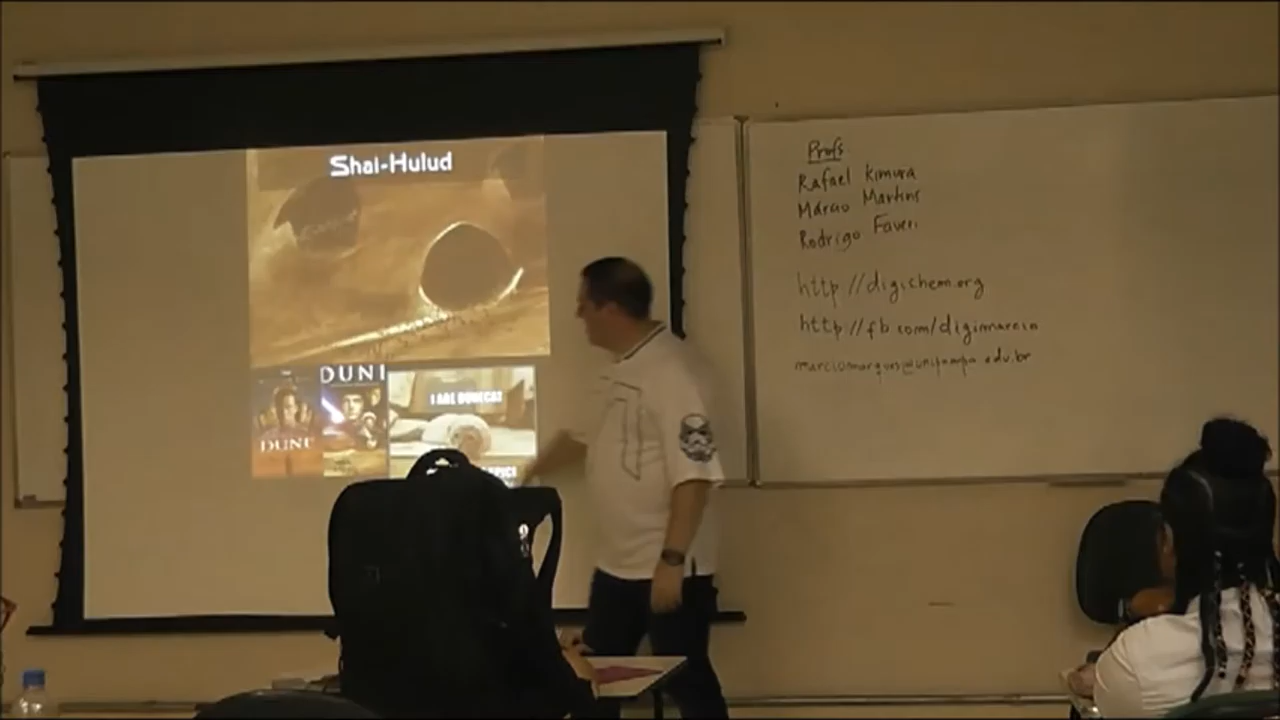 Shai-Hulud
DUNE
DUNE
I ARE DUNECAT
Profs
Rafael Kimura
Márcio Martins
Rodrigo Faveri
http://digichem.org
http://fb.com/digimarcio